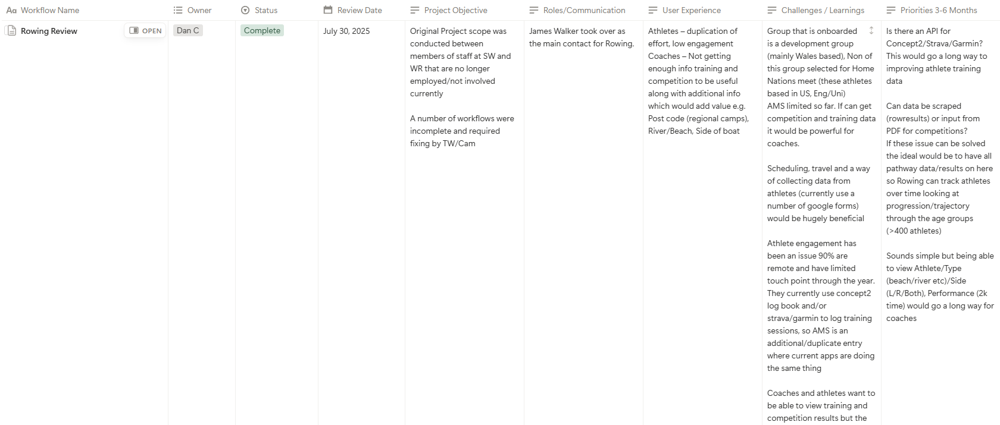 Aa Workflow Name
Owner
Status
Review Date
Project Objective
Roles/Communication
User Experience
Challenges / Learnings
Priorities 3-6 Months
Rowing Review
OPEN
Dan C
Complete
July 30, 2025
Original Project scope was
conducted between
members of staff at SW and
WR that are no longer
employed/not involved
currently
A number of workflows were
incomplete and required
fixing by TW/Cam
James Walker took over as
the main contact for Rowing.
Athletes – duplication of
effort, low engagement
Coaches – Not getting
enough info training and
competition to be useful
along with additional info
which would add value e.g.
Post code (regional camps),
River/Beach, Side of boat
Group that is onboarded
is a development group
(mainly Wales based), Non of
this group selected for Home
Nations meet (these athletes
based in US, Eng/Uni)
AMS limited so far. If can get
competition and training data
it would be powerful for
coaches.
Scheduling, travel and a way
of collecting data from
athletes (currently use a
number of google forms)
would be hugely beneficial
Athlete engagement has
been an issue 90% are
remote and have limited
touch point through the year.
They currently use concept2
log book and/or
strava/garmin to log training
sessions, so AMS is an
additional/duplicate entry
where current apps are doing
the same thing
Coaches and athletes want to
be able to view training and
competition results but the
Is there an API for
Concept2/Strava/Garmin?
This would go a long way to
improving athlete training
data
Can data be scraped
(rowresults) or input from
PDF for competitions?
If these issue can be solved
the ideal would be to have all
pathway data/results on here
so Rowing can track athletes
over time looking at
progression/trajectory
through the age groups
(>400 athletes)
Sounds simple but being able
to view Athlete/Type
(beach/river etc)/Side
(L/R/Both), Performance (2k
time) would go a long way for
coaches